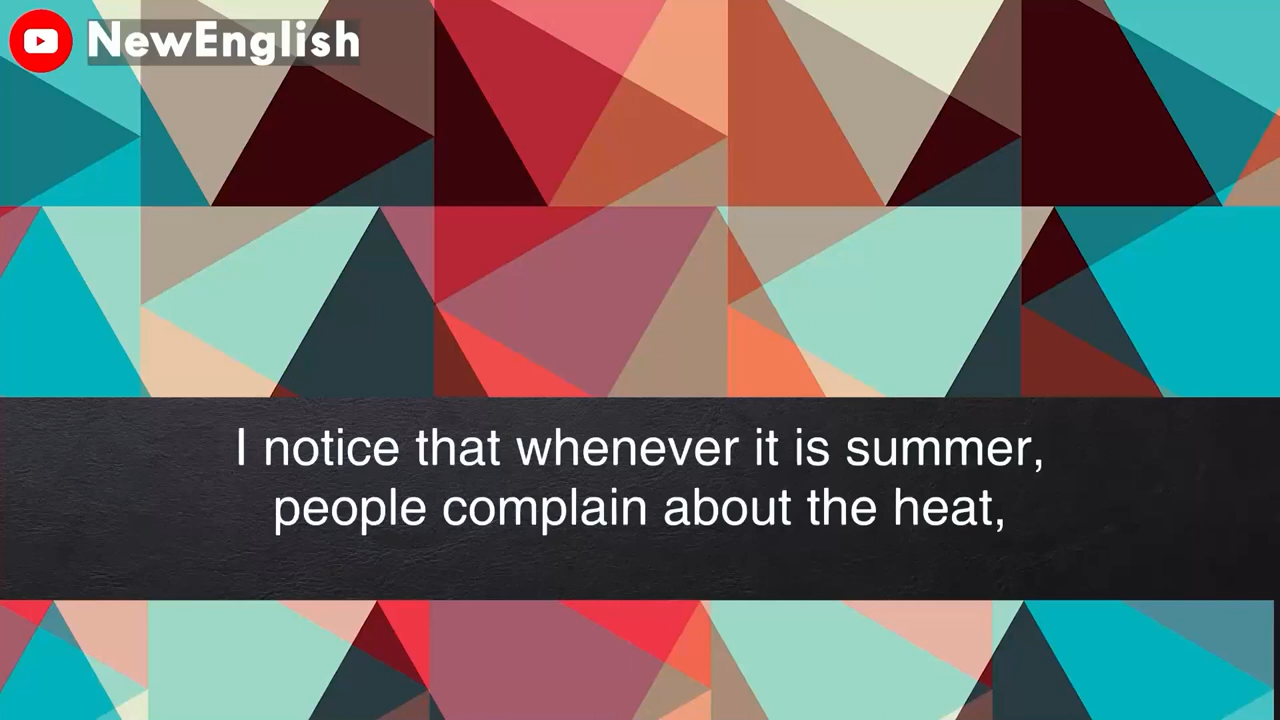 NewEnglish
I notice that whenever it is summer,
people complain about the heat,